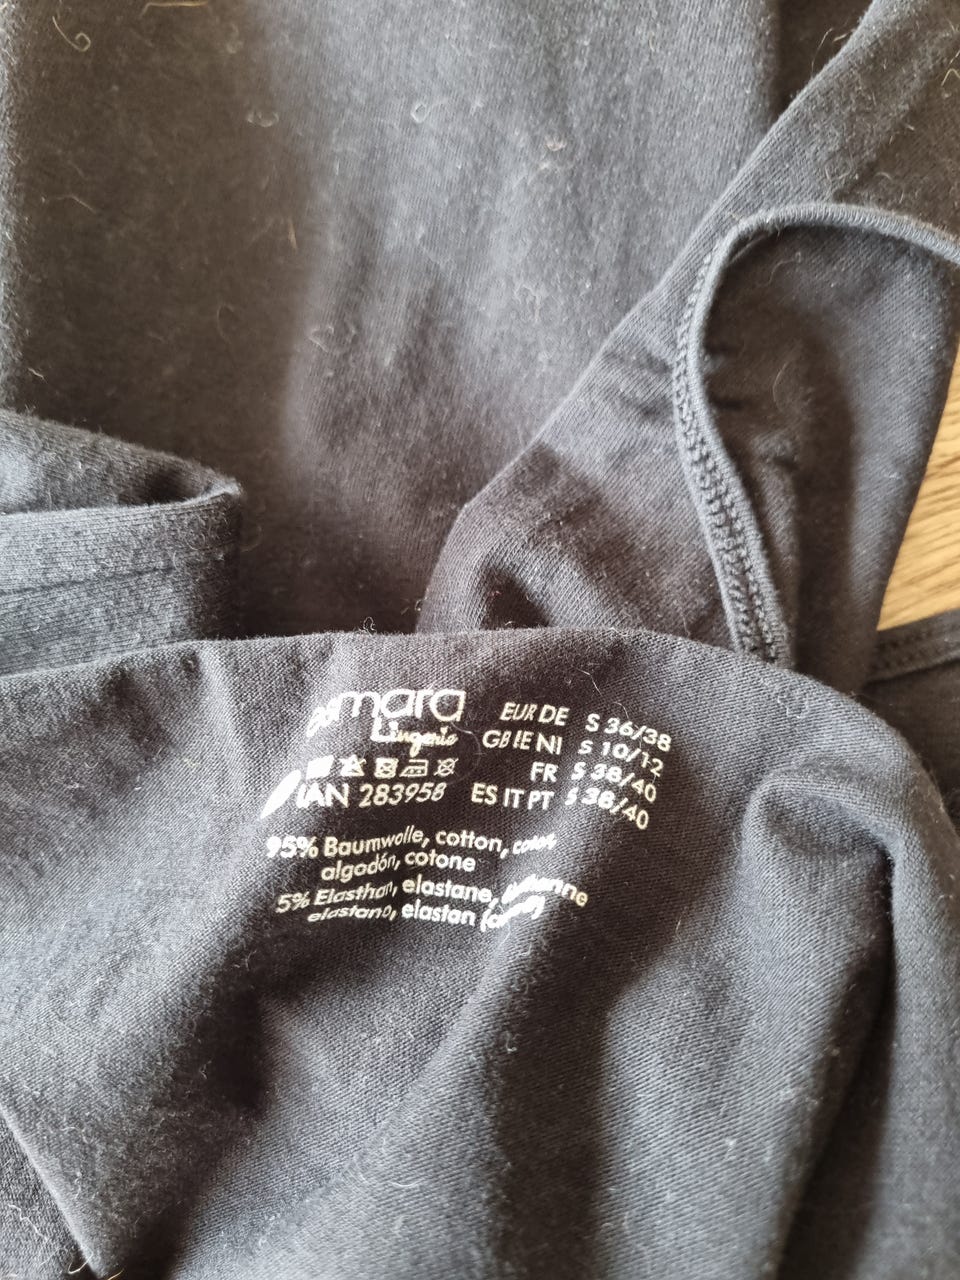 mara
Lingerie
EUR DE S 36/38
GB IE NI S 10/12
FR S 38/40
IAN 283958 ES IT PT S 38/40
95% Baumwolle, cotton,
algodón, cotone
5% Elasthan, elastane,
elastano, elastan